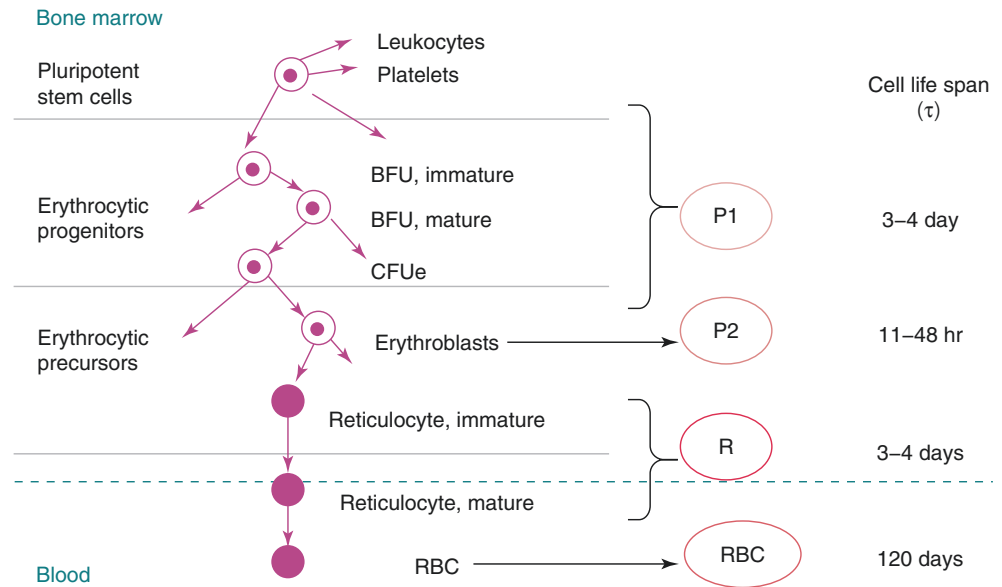 Bone marrow
Leukocytes
Platelets
Pluripotent
stem cells
Cell life span
(τ)
BFU, immature
Erythrocytic
progenitors
BFU, mature
P1
3–4 day
CFUe
Erythrocytic
precursors
Erythroblasts
P2
11–48 hr
Reticulocyte, immature
R
3–4 days
Reticulocyte, mature
RBC
RBC
120 days
Blood